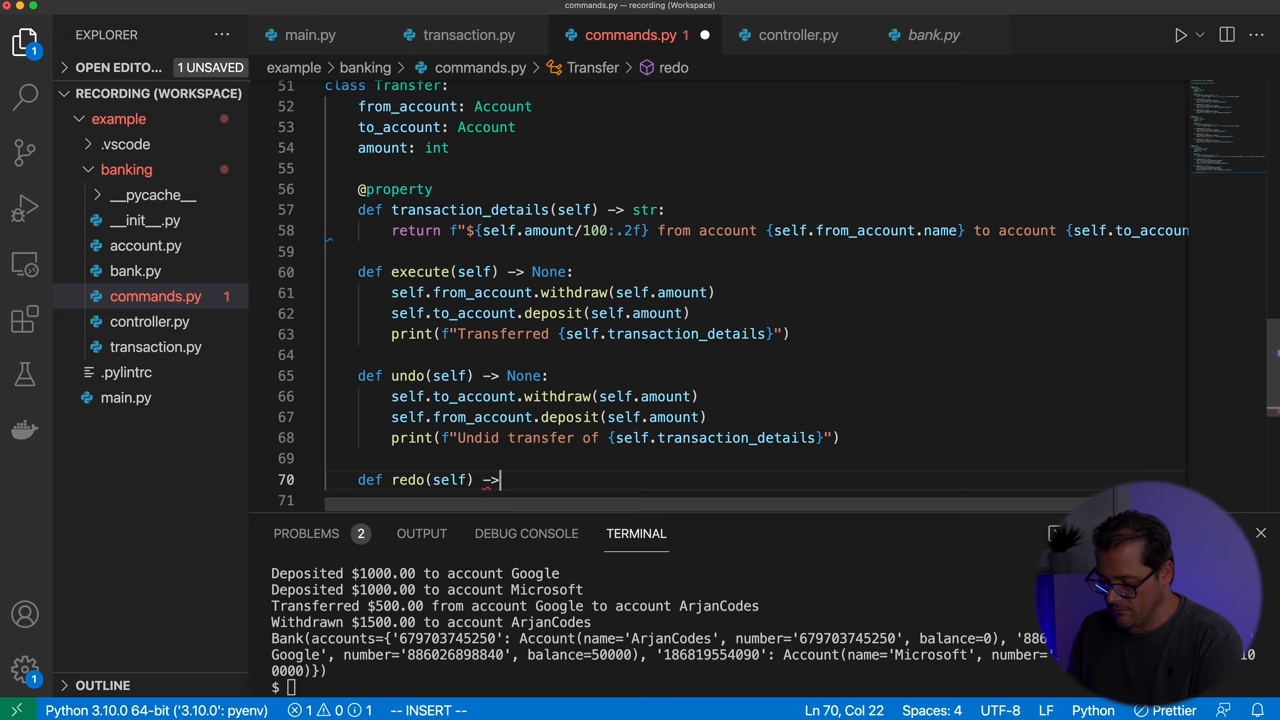 commands.py — recording (Workspace)
EXPLORER
main.py
transaction.py
commands.py 1
controller.py
bank.py
OPEN EDITO... 1 UNSAVED
example > banking > commands.py > Transfer > redo
RECORDING (WORKSPACE)
example
.vscode
banking
__pycache__
__init__.py
account.py
bank.py
commands.py 1
controller.py
transaction.py
.pylintrc
main.py
OUTLINE
51 class Transfer:
52 from_account: Account
53 to_account: Account
54 amount: int
55
56 @property
57 def transaction_details(self) -> str:
58 return f"${self.amount/100:.2f} from account {self.from_account.name} to account {self.to_accoun
59
60 def execute(self) -> None:
61 self.from_account.withdraw(self.amount)
62 self.to_account.deposit(self.amount)
63 print(f"Transferred {self.transaction_details}")
64
65 def undo(self) -> None:
66 self.to_account.withdraw(self.amount)
67 self.from_account.deposit(self.amount)
68 print(f"Undid transfer of {self.transaction_details}")
69
70 def redo(self) ->
71
PROBLEMS 2 OUTPUT DEBUG CONSOLE TERMINAL
Deposited $1000.00 to account Google
Deposited $1000.00 to account Microsoft
Transferred $500.00 from account Google to account ArjanCodes
Withdrawn $1500.00 to account ArjanCodes
Bank(accounts={'679703745250': Account(name='ArjanCodes', number='679703745250', balance=0), '886
Google', number='886026898840', balance=50000), '186819554090': Account(name='Microsoft', number=
0000)})
$
1
1
Python 3.10.0 64-bit ('3.10.0': pyenv) 1 0 1 -- INSERT -- Ln 70, Col 22 Spaces: 4 UTF-8 LF Python Prettier